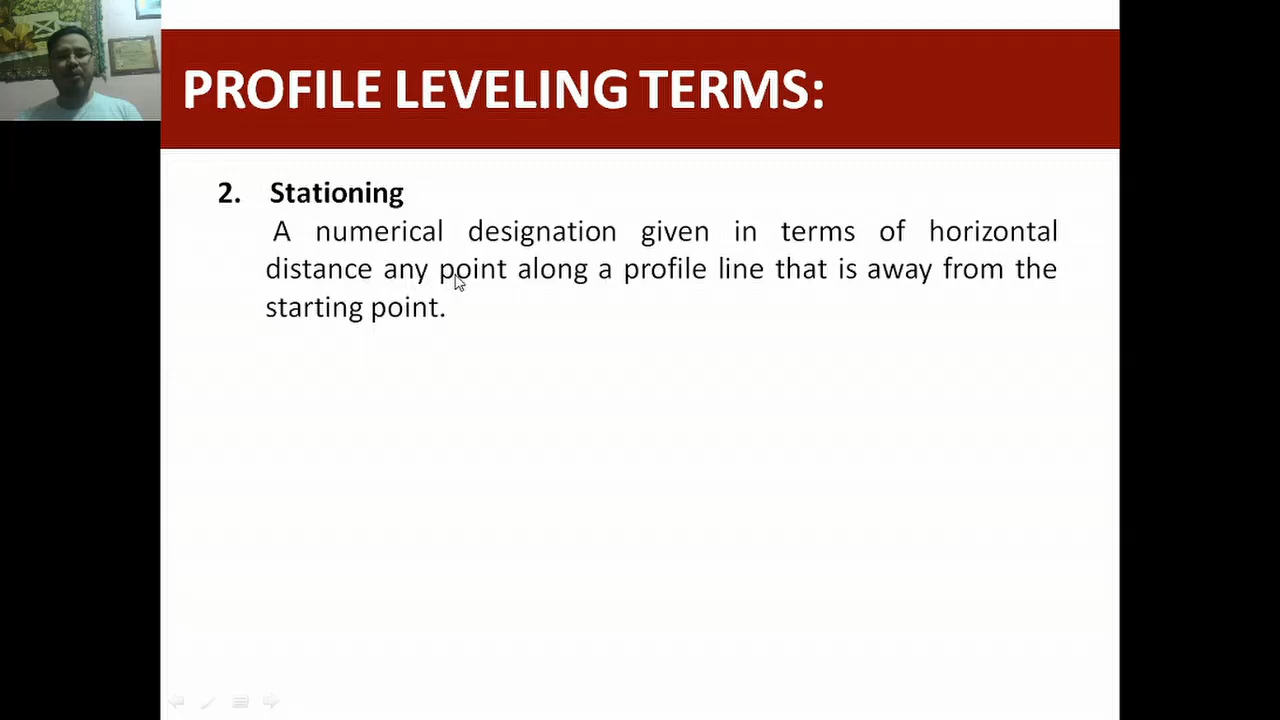 PROFILE LEVELING TERMS:
2. Stationing
A numerical designation given in terms of horizontal
distance any point along a profile line that is away from the
starting point.